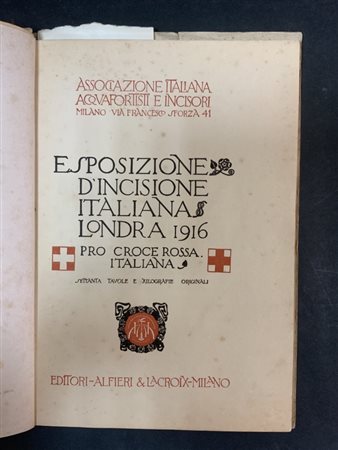 ASSOCIAZIONE ITALIANA
ACQVAFORTISTI E INCISORI
MILANO VIA FRANCESCO SFORZA 41
ESPOSIZIONE
D'INCISIONE
ITALIANA
LONDRA 1916
PRO CROCE ROSSA.
ITALIANA
SETTANTA TAVOLE E XILOGRAFIE ORIGINALI
EDITORI-ALFIERI & LACROIX-MILANO